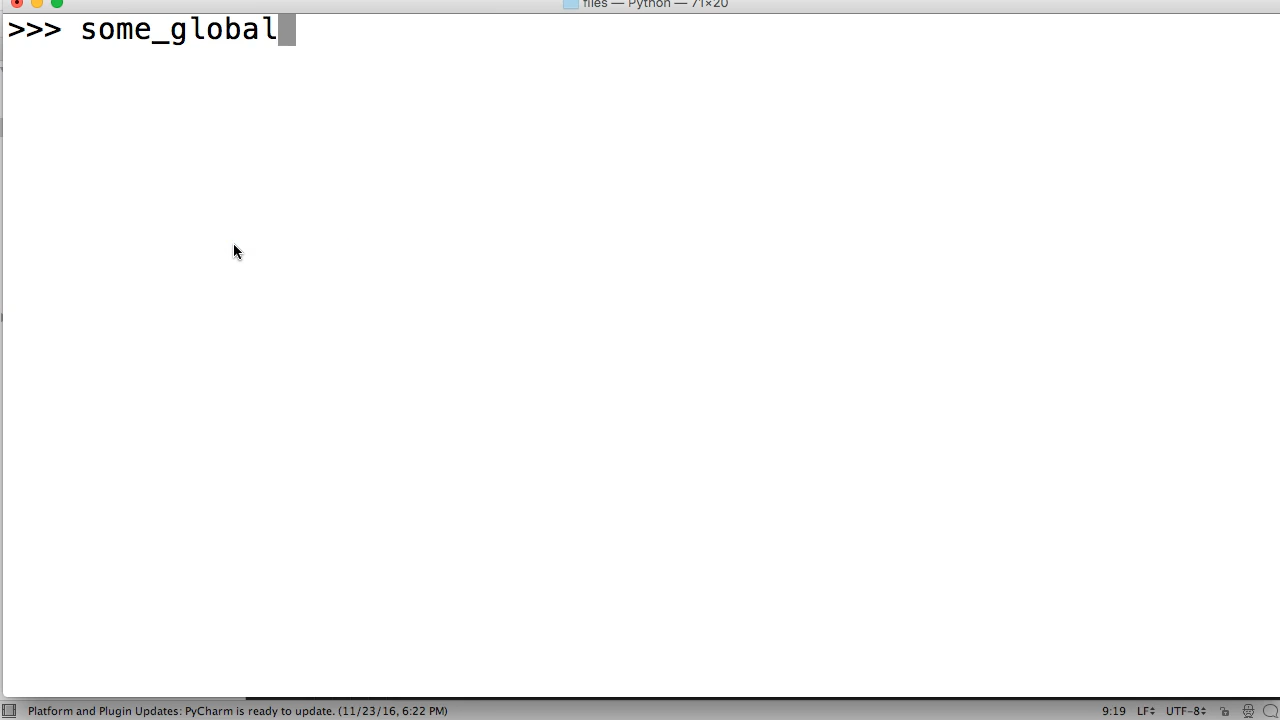 files — Python — 71×20
>>> some_global
Platform and Plugin Updates: PyCharm is ready to update. (11/23/16, 6:22 PM)
9:19 LF UTF-8